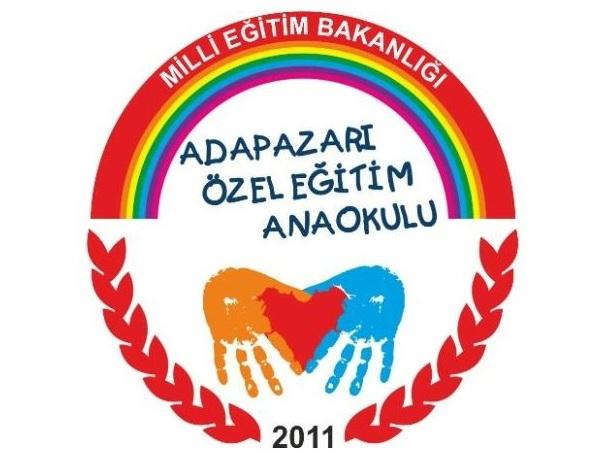 MİLLİ EĞİTİM BAKANLIĞI
ADAPAZARI
ÖZEL EĞİTİM
ANAOKULU
2011